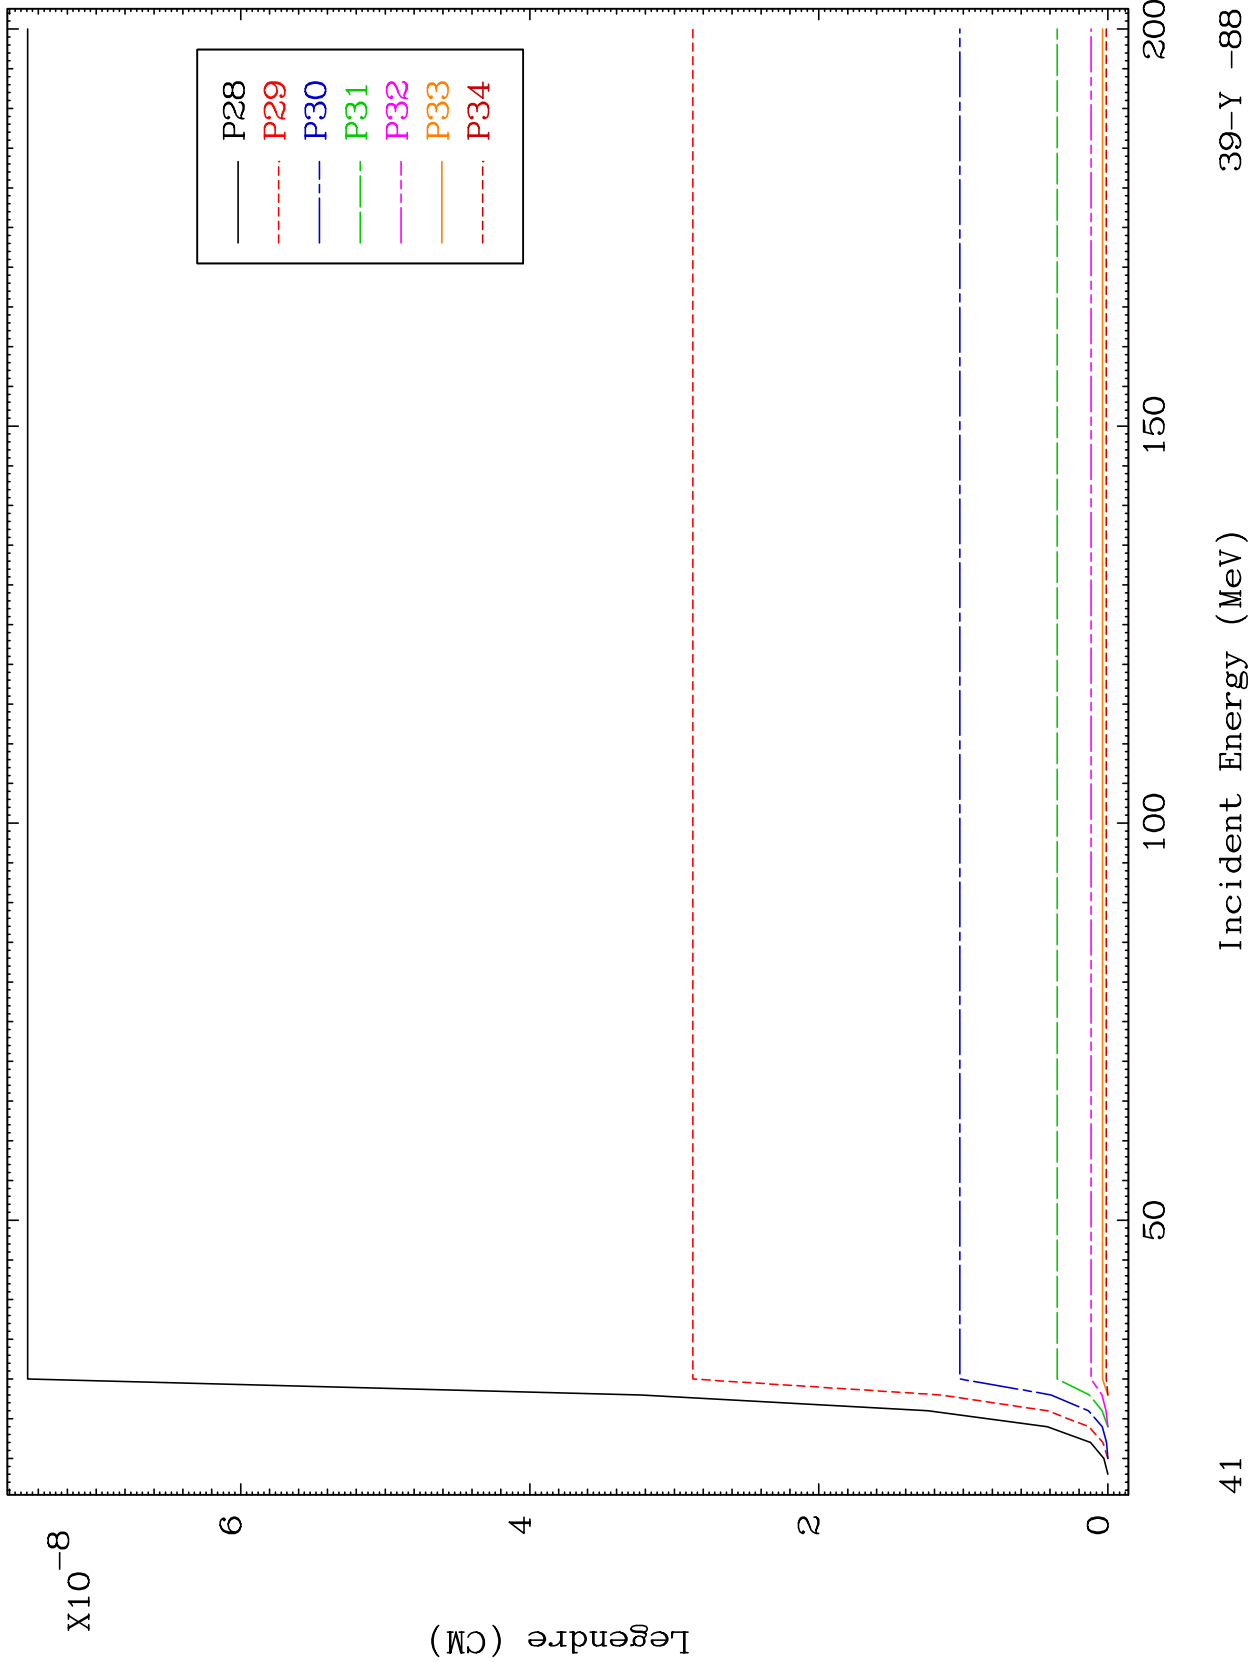 X10
-8
6
4
2
0
Legendre (CM)
P28
P29
P30
P31
P32
P33
P34
50
100
150
200
Incident Energy (MeV)
41
39-Y -88